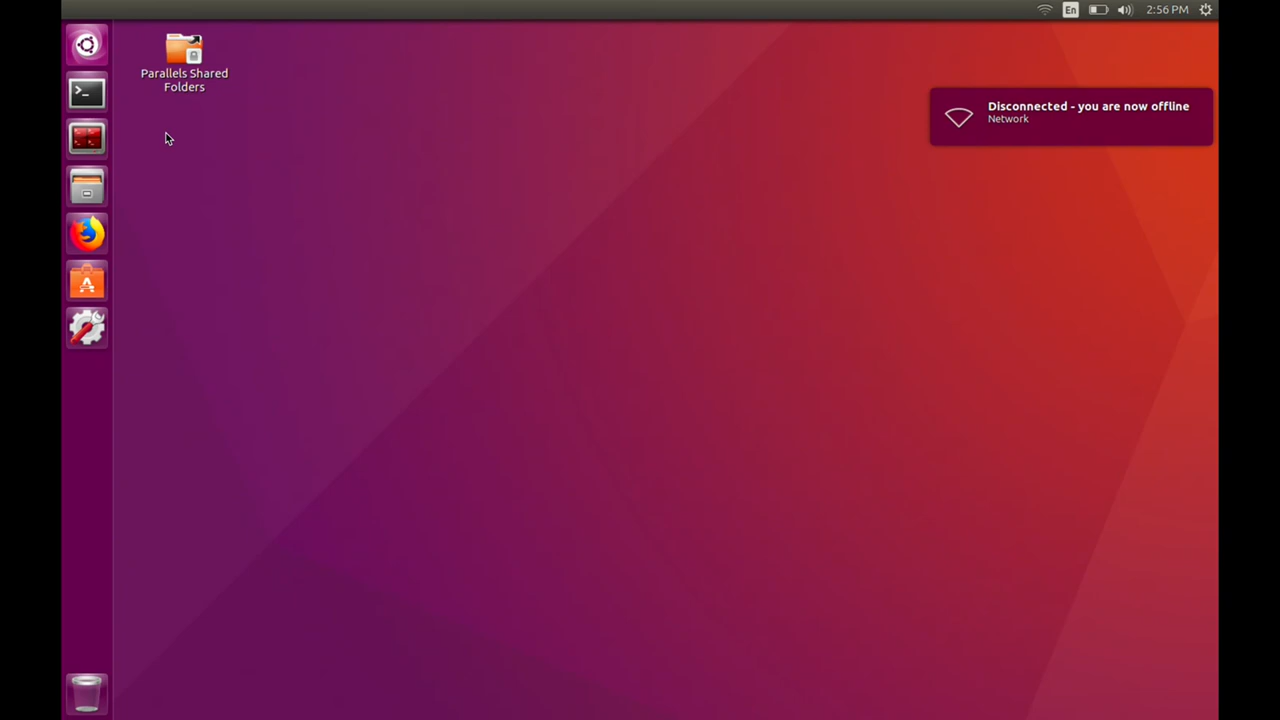 En
2:56 PM
Parallels Shared
Folders
Disconnected - you are now offline
Network